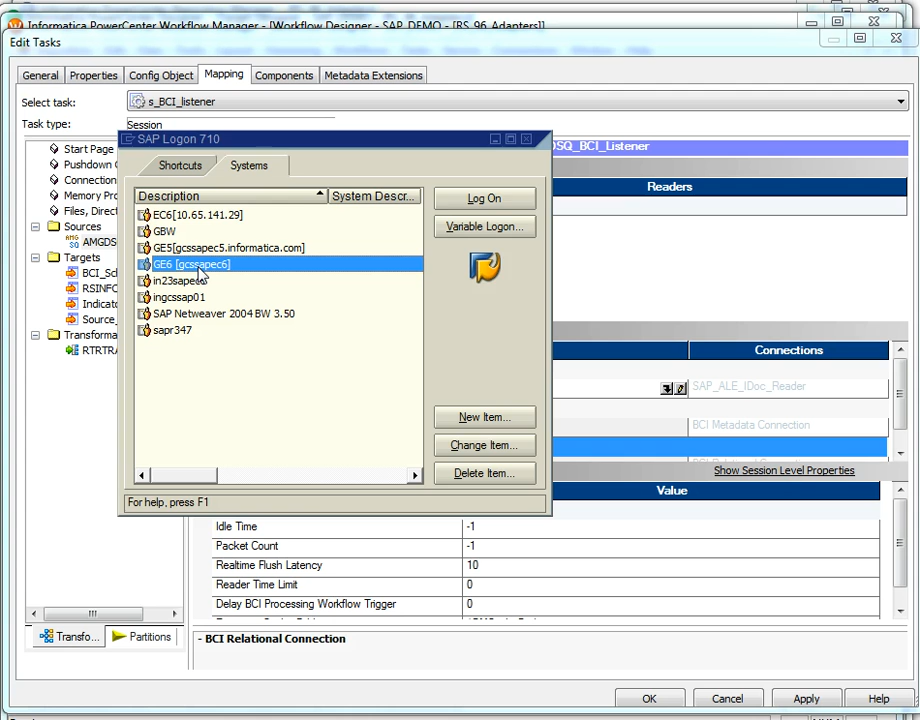 Informatica PowerCenter Workflow Manager - [Workflow Designer - SAP_DEMO - [RS_96_Adapters]]
Edit Tasks
General Properties Config Object Mapping Components Metadata Extensions
Select task: s_BCI_listener
Task type: Session
Start Page
Pushdown
Connection
Memory Pro
Files, Direct
Sources
AMGDS
Targets
BCI_Sc
RSINFO
Indicato
Source_
Transforma
RTRTRA
Transfo... Partitions
SAP Logon 710
Shortcuts Systems
Description System Descr...
EC6[10.65.141.29]
GBW
GE5[gcssapec5.informatica.com]
GE6 [gcssapec6]
in23sapec
ingcssap01
SAP Netweaver 2004 BW 3.50
sapr347
Log On
Variable Logon...
New Item...
Change Item...
Delete Item...
For help, press F1
DSQ_BCI_Listener
Readers
Connections
SAP_ALE_IDoc_Reader
BCI Metadata Connection
Show Session Level Properties
Value
Idle Time -1
Packet Count -1
Realtime Flush Latency 10
Reader Time Limit 0
Delay BCI Processing Workflow Trigger 0
- BCI Relational Connection
OK Cancel Apply Help